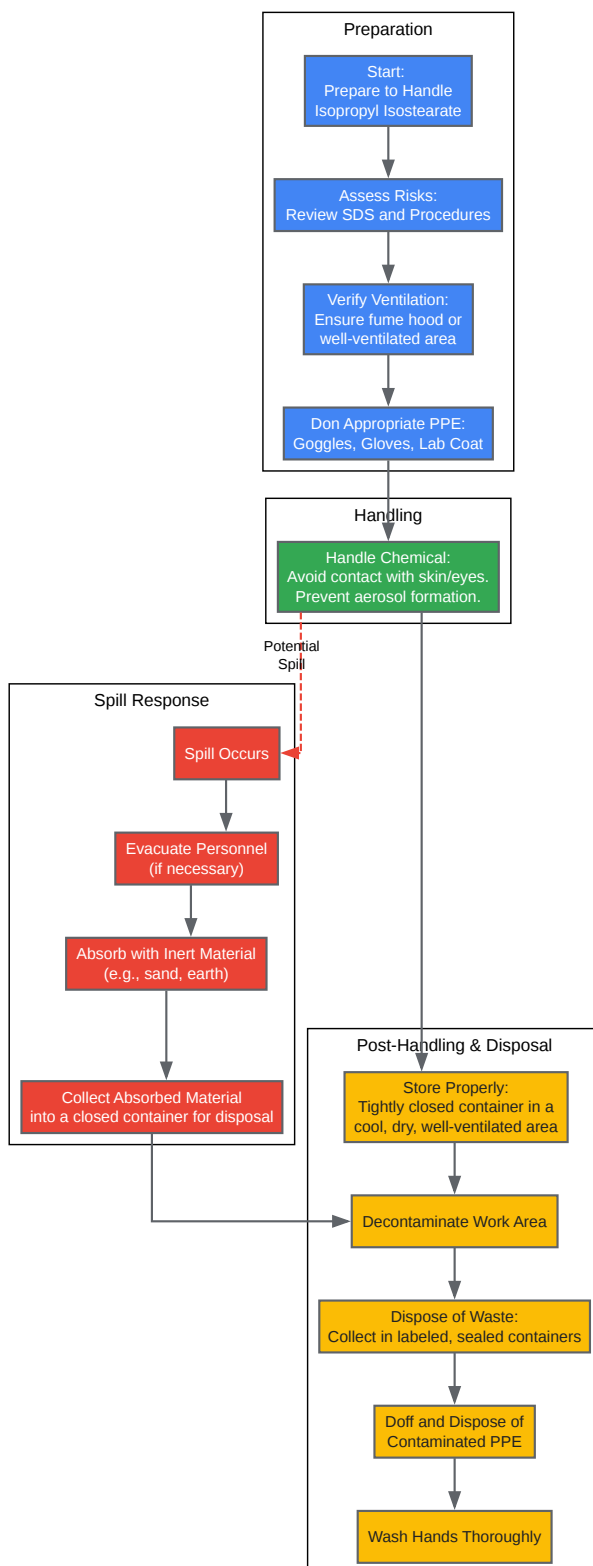 Preparation
Start:
Prepare to Handle
Isopropyl Isostearate
Assess Risks:
Review SDS and Procedures
Verify Ventilation:
Ensure fume hood or
well-ventilated area
Don Appropriate PPE:
Goggles, Gloves, Lab Coat
Handling
Handle Chemical:
Avoid contact with skin/eyes.
Prevent aerosol formation.
Potential
Spill
Spill Response
Spill Occurs
Evacuate Personnel
(if necessary)
Absorb with Inert Material
(e.g., sand, earth)
Collect Absorbed Material
into a closed container for disposal
Post-Handling & Disposal
Store Properly:
Tightly closed container in a
cool, dry, well-ventilated area
Decontaminate Work Area
Dispose of Waste:
Collect in labeled, sealed containers
Doff and Dispose of
Contaminated PPE
Wash Hands Thoroughly